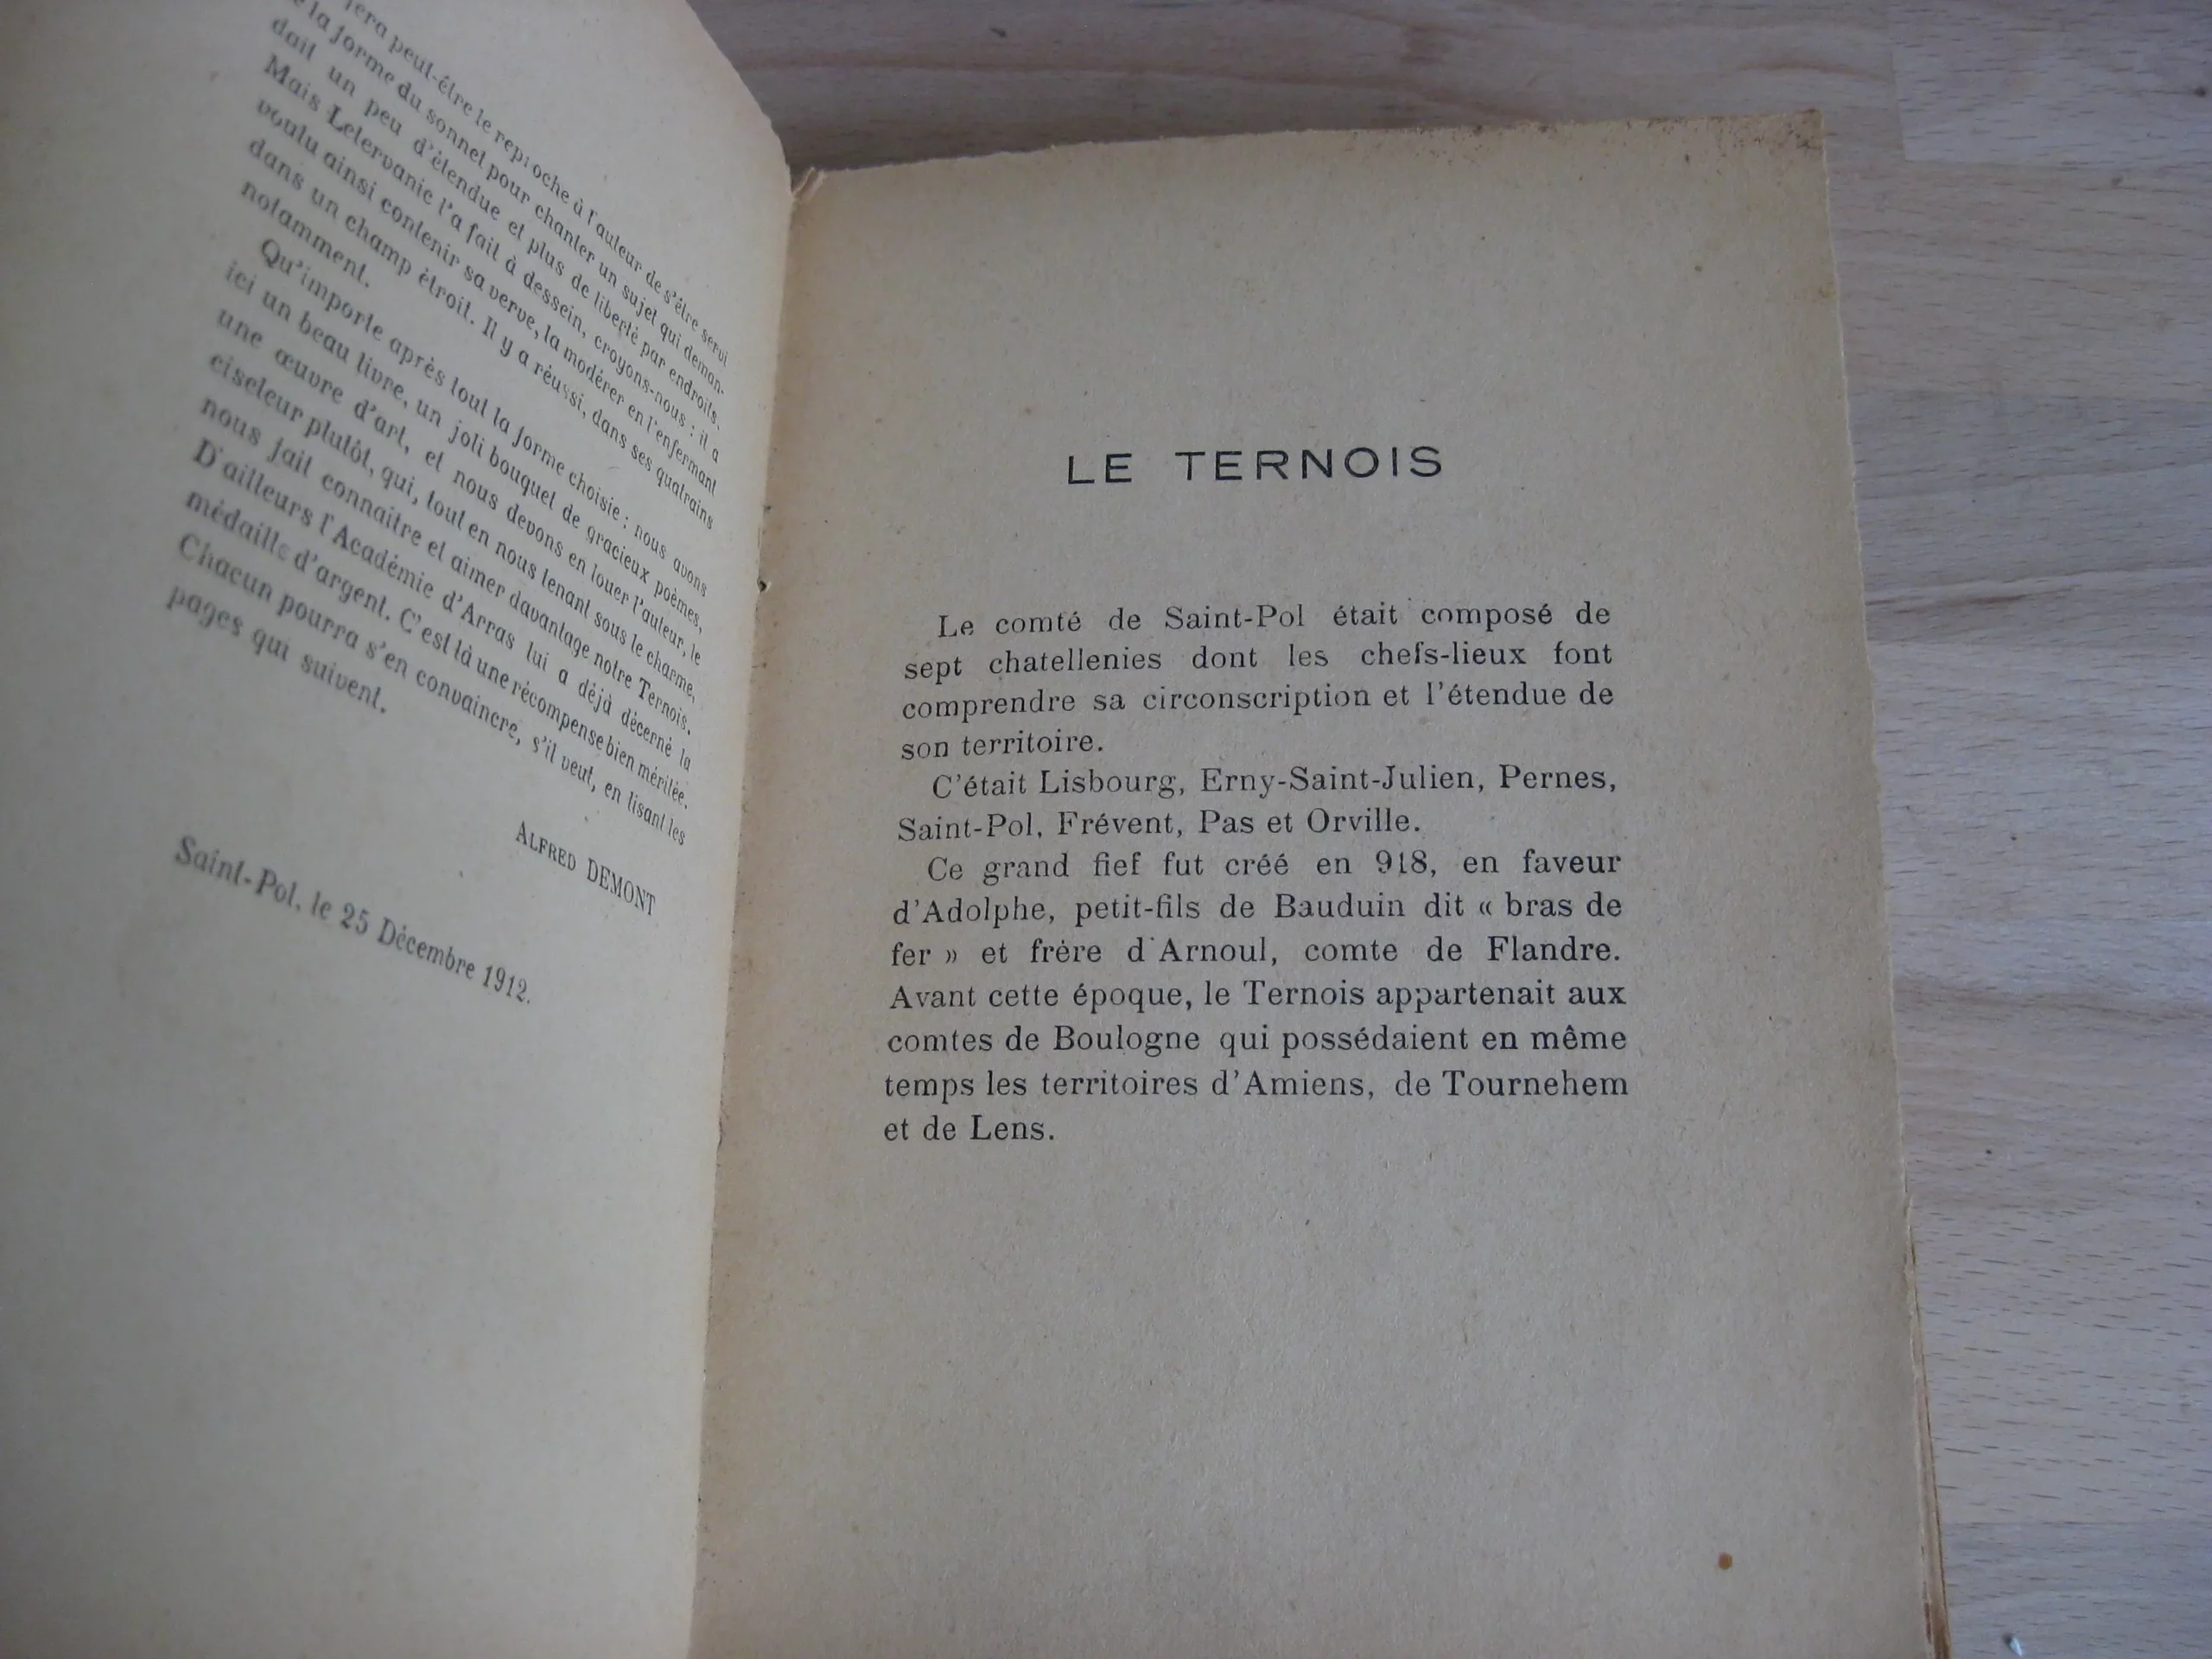 peut-être le reproche à l'auteur de s'être servi
la forme du sonnet pour chanter un sujet qui deman-
dait un peu d'étendue et plus de liberté par endroits.
Mais Letervanic l'a fait à dessein, croyons-nous : il a
voulu ainsi contenir sa verve, la modérer en l'enfermant
dans un champ étroit. Il y a réussi, dans ses quatrains
notamment.
Qu'importe après tout la forme choisie ; nous avons
ici un beau livre, un joli bouquet de gracieux poèmes,
une œuvre d'art, et nous devons en louer l'auteur, le
ciseleur plutôt, qui, tout en nous tenant sous le charme,
nous fait connaitre et aimer davantage notre Ternois.
D'ailleurs l'Académie d'Arras lui a déjà décerné la
médaille d'argent. C'est là une récompense bien méritée.
Chacun pourra s'en convaincre, s'il veut, en lisant les
pages qui suivent.
ALFRED DEMONT
Saint-Pol, le 25 Décembre 1912.
LE TERNOIS
Le comté de Saint-Pol était composé de
sept chatellenies dont les chefs-lieux font
comprendre sa circonscription et l'étendue de
son territoire.
C'était Lisbourg, Erny-Saint-Julien, Pernes,
Saint-Pol, Frévent, Pas et Orville.
Ce grand fief fut créé en 918, en faveur
d'Adolphe, petit-fils de Bauduin dit « bras de
fer » et frère d'Arnoul, comte de Flandre.
Avant cette époque, le Ternois appartenait aux
comtes de Boulogne qui possédaient en même
temps les territoires d'Amiens, de Tournehem
et de Lens.